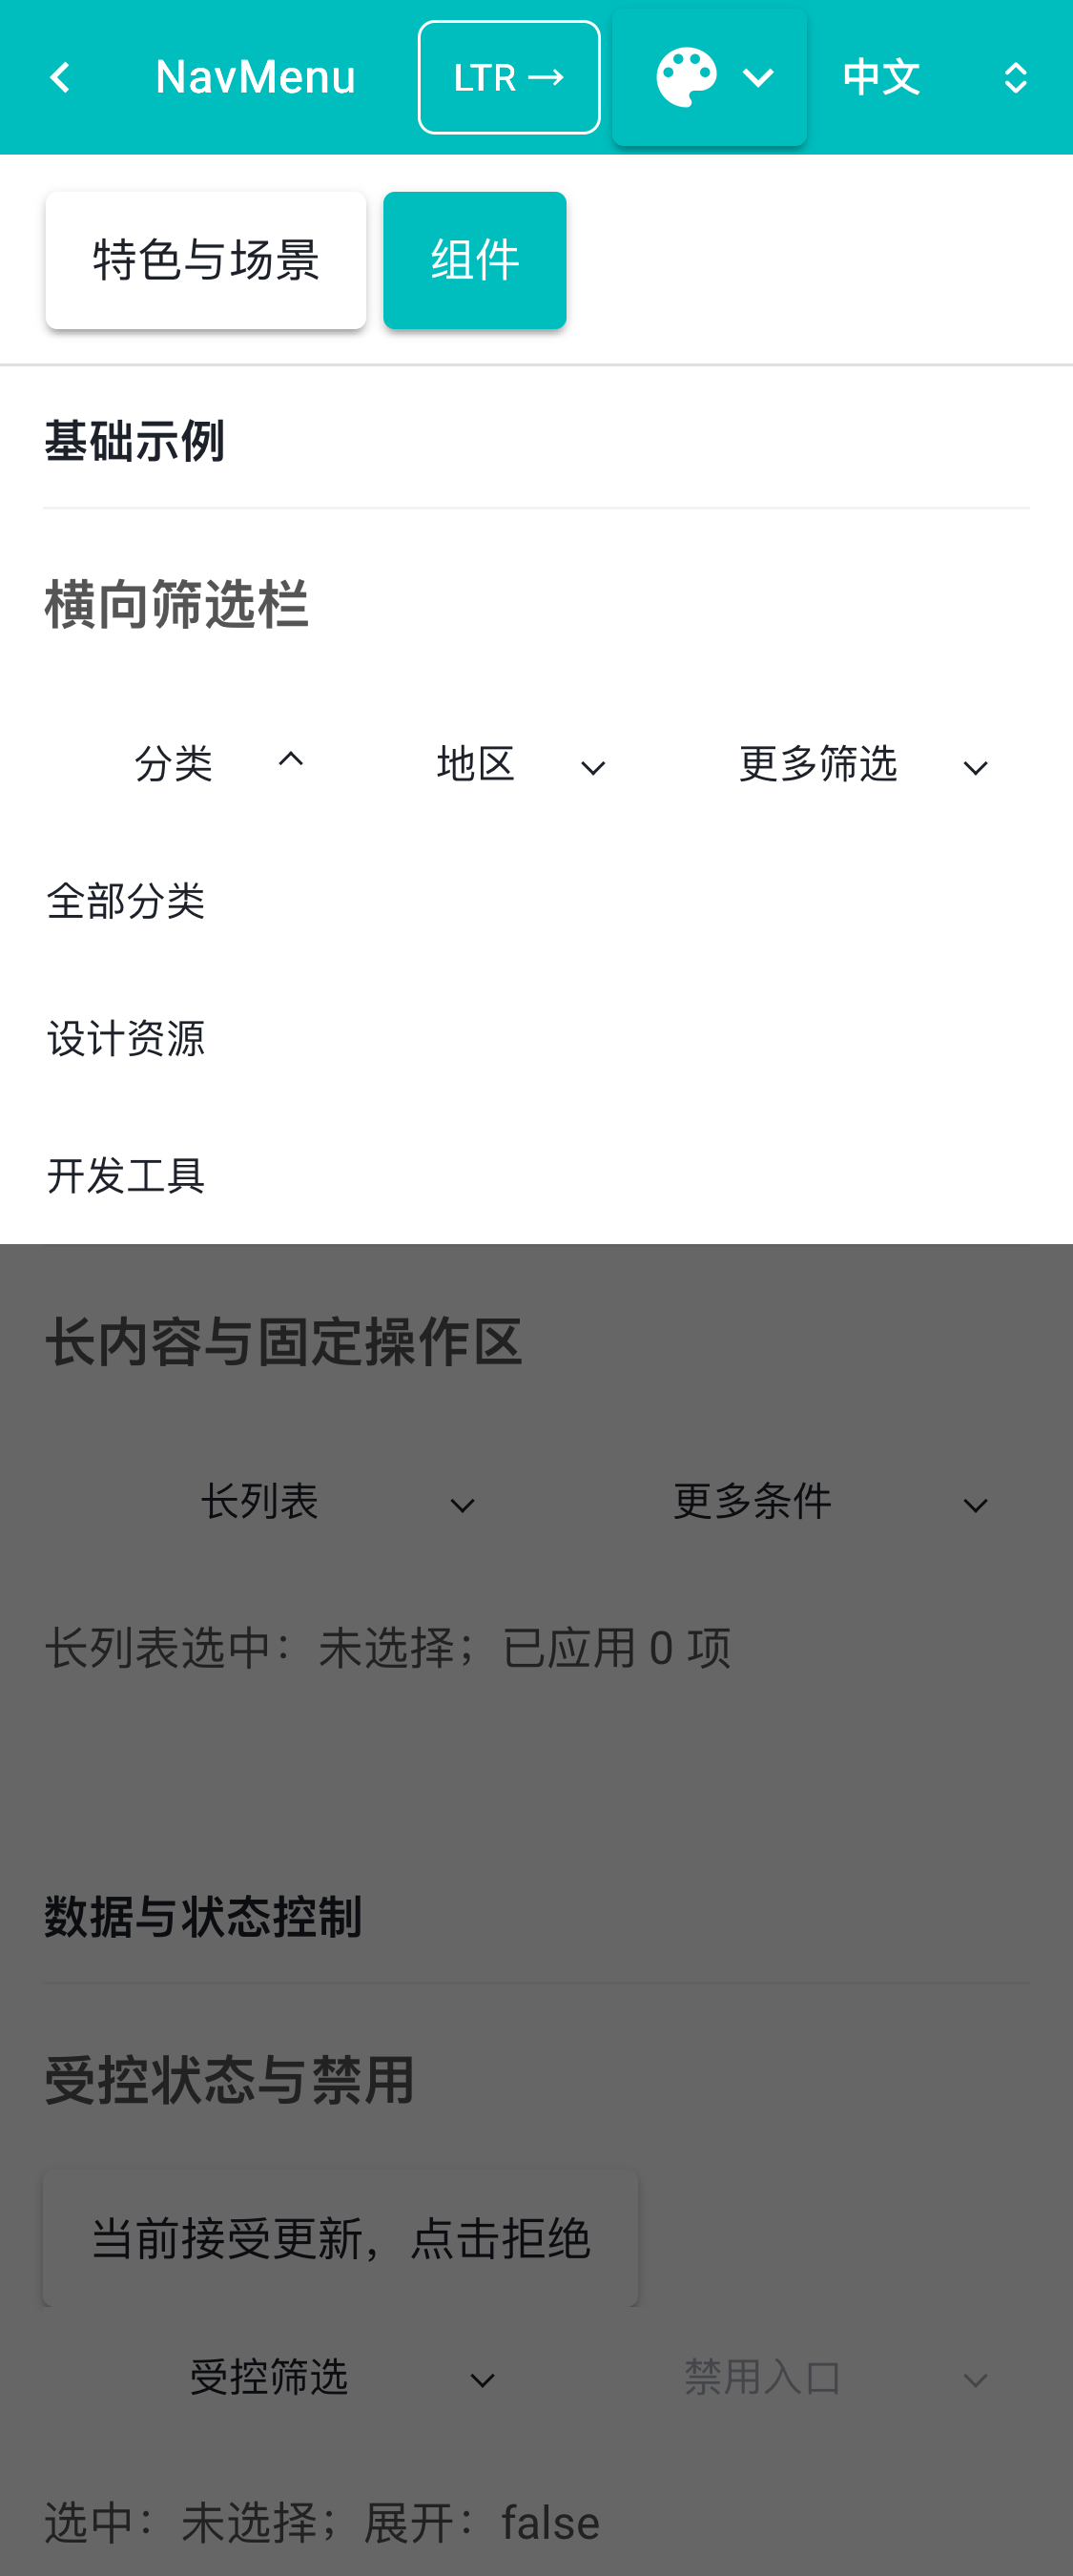 NavMenu LTR → 中文
特色与场景 组件
基础示例
横向筛选栏
分类 地区 更多筛选
全部分类
设计资源
开发工具
长内容与固定操作区
长列表 更多条件
长列表选中：未选择；已应用 0 项
数据与状态控制
受控状态与禁用
当前接受更新，点击拒绝
受控筛选 禁用入口
选中：未选择；展开：false